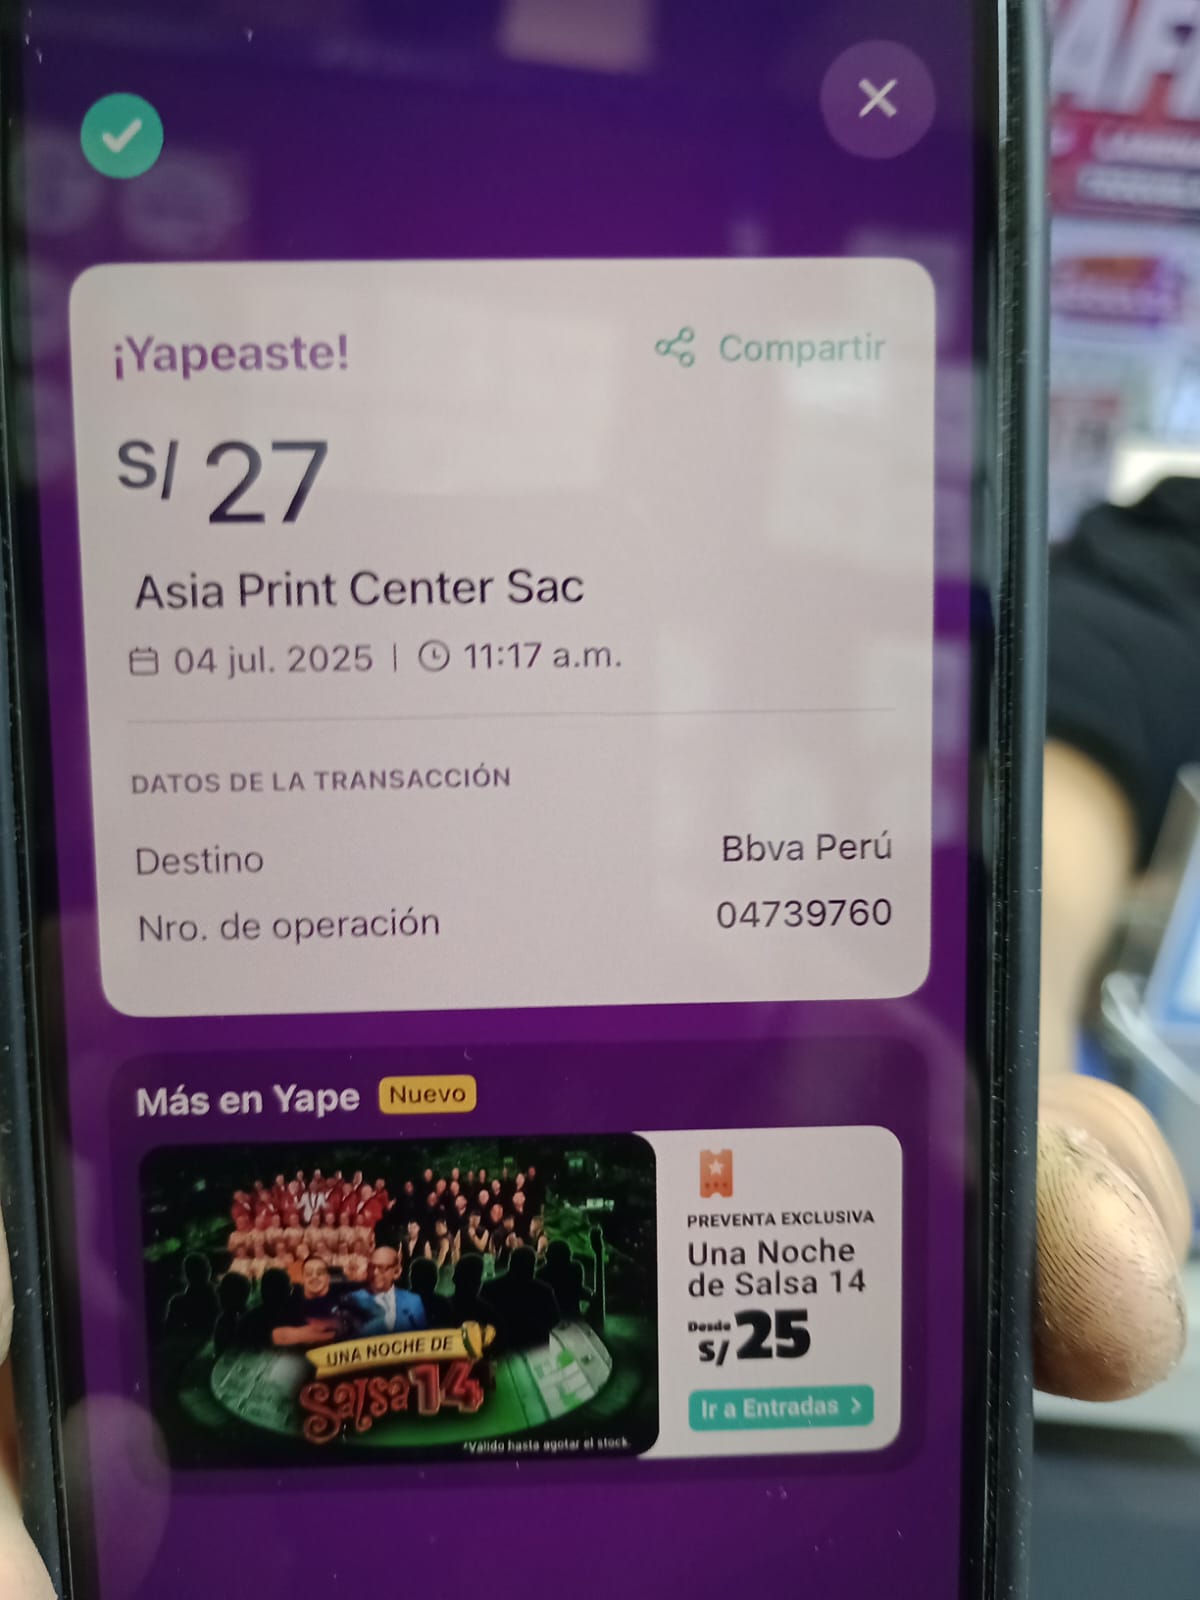 ¡Yapeaste!
Compartir
S/ 27
Asia Print Center Sac
04 jul. 2025 | 11:17 a.m.
DATOS DE LA TRANSACCIÓN
Destino Bbva Perú
Nro. de operación 04739760
Más en Yape Nuevo
UNA NOCHE DE
Salsa 14
*Válido hasta agotar el stock.
PREVENTA EXCLUSIVA
Una Noche
de Salsa 14
Desde
S/ 25
Ir a Entradas >